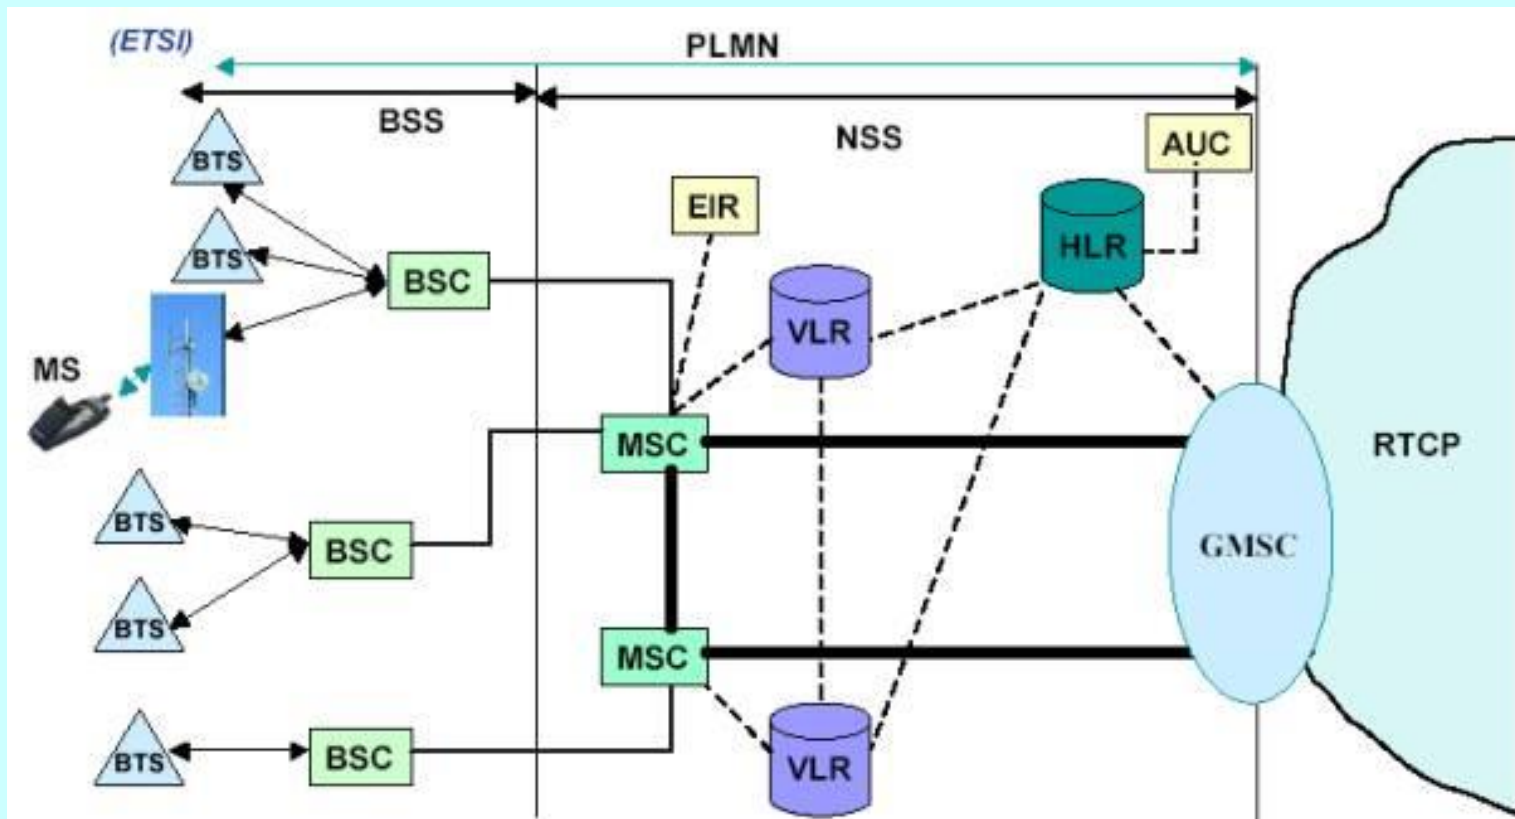 (ETSI)
PLMN
BSS
NSS
BTS
AUC
EIR
HLR
BTS
BSC
VLR
MS
MSC
RTCP
BTS
BSC
GMSC
BTS
MSC
BTS
BSC
VLR